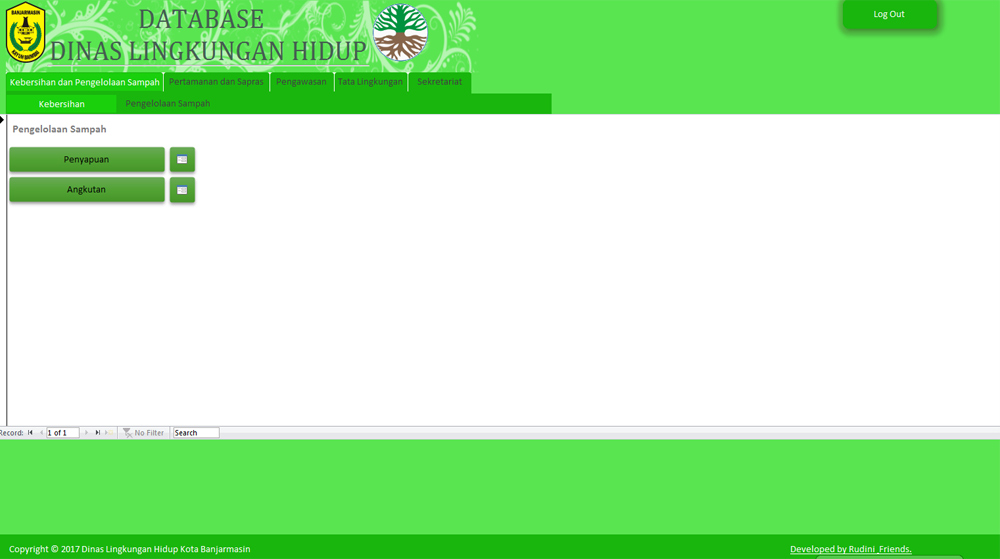 BANJARMASIN
DATABASE
DINAS LINGKUNGAN HIDUP
Log Out
Kebersihan dan Pengelolaan Sampah
Pertamanan dan Sapras
Pengawasan
Tata Lingkungan
Sekretariat
Kebersihan
Pengelolaan Sampah
Pengelolaan Sampah
Penyapuan
Angkutan
Record:
1 of 1
No Filter
Search
Copyright © 2017 Dinas Lingkungan Hidup Kota Banjarmasin
Developed by Rudini_Friends.